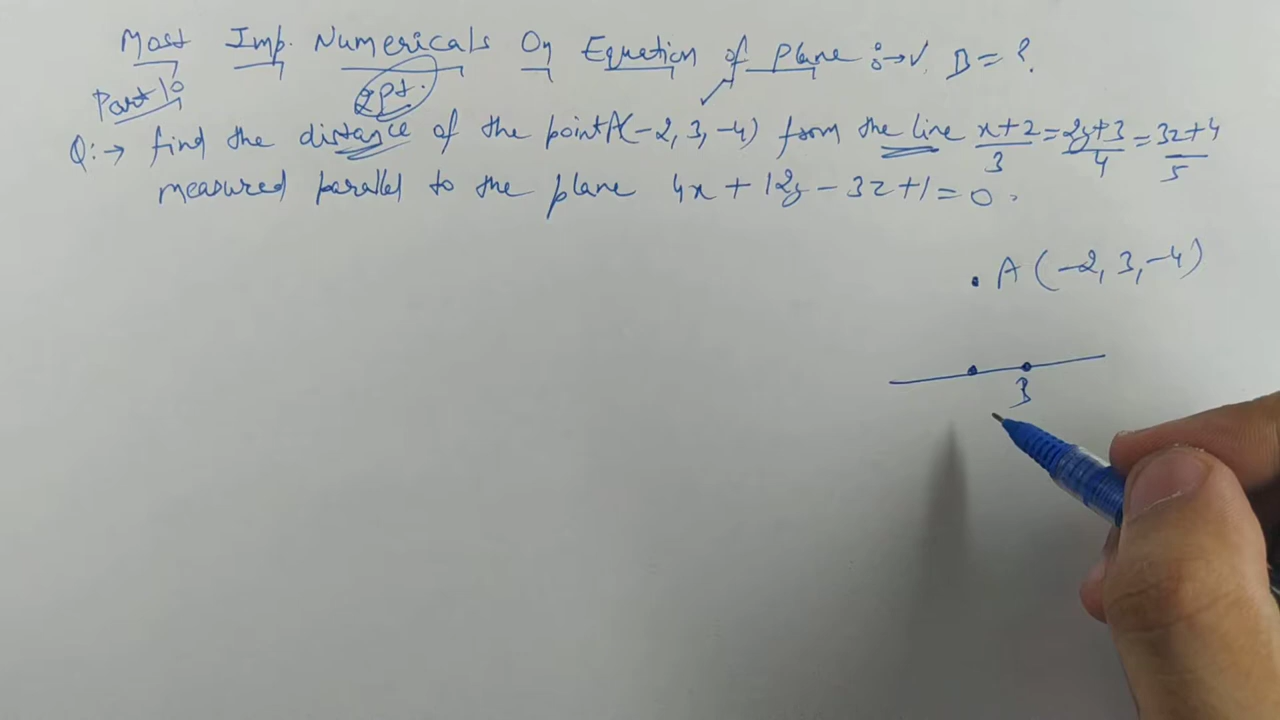 Most Imp. Numericals On Equation of Plane :→✓. B = ?
Part 10
2pt.
Q:→ find the distance of the point A(-2, 3, -4) from the line x+2/3 = 2y+3/4 = 3z+4/5
measured parallel to the plane 4x + 12y - 3z + 1 = 0.
. A (-2, 3, -4)
B